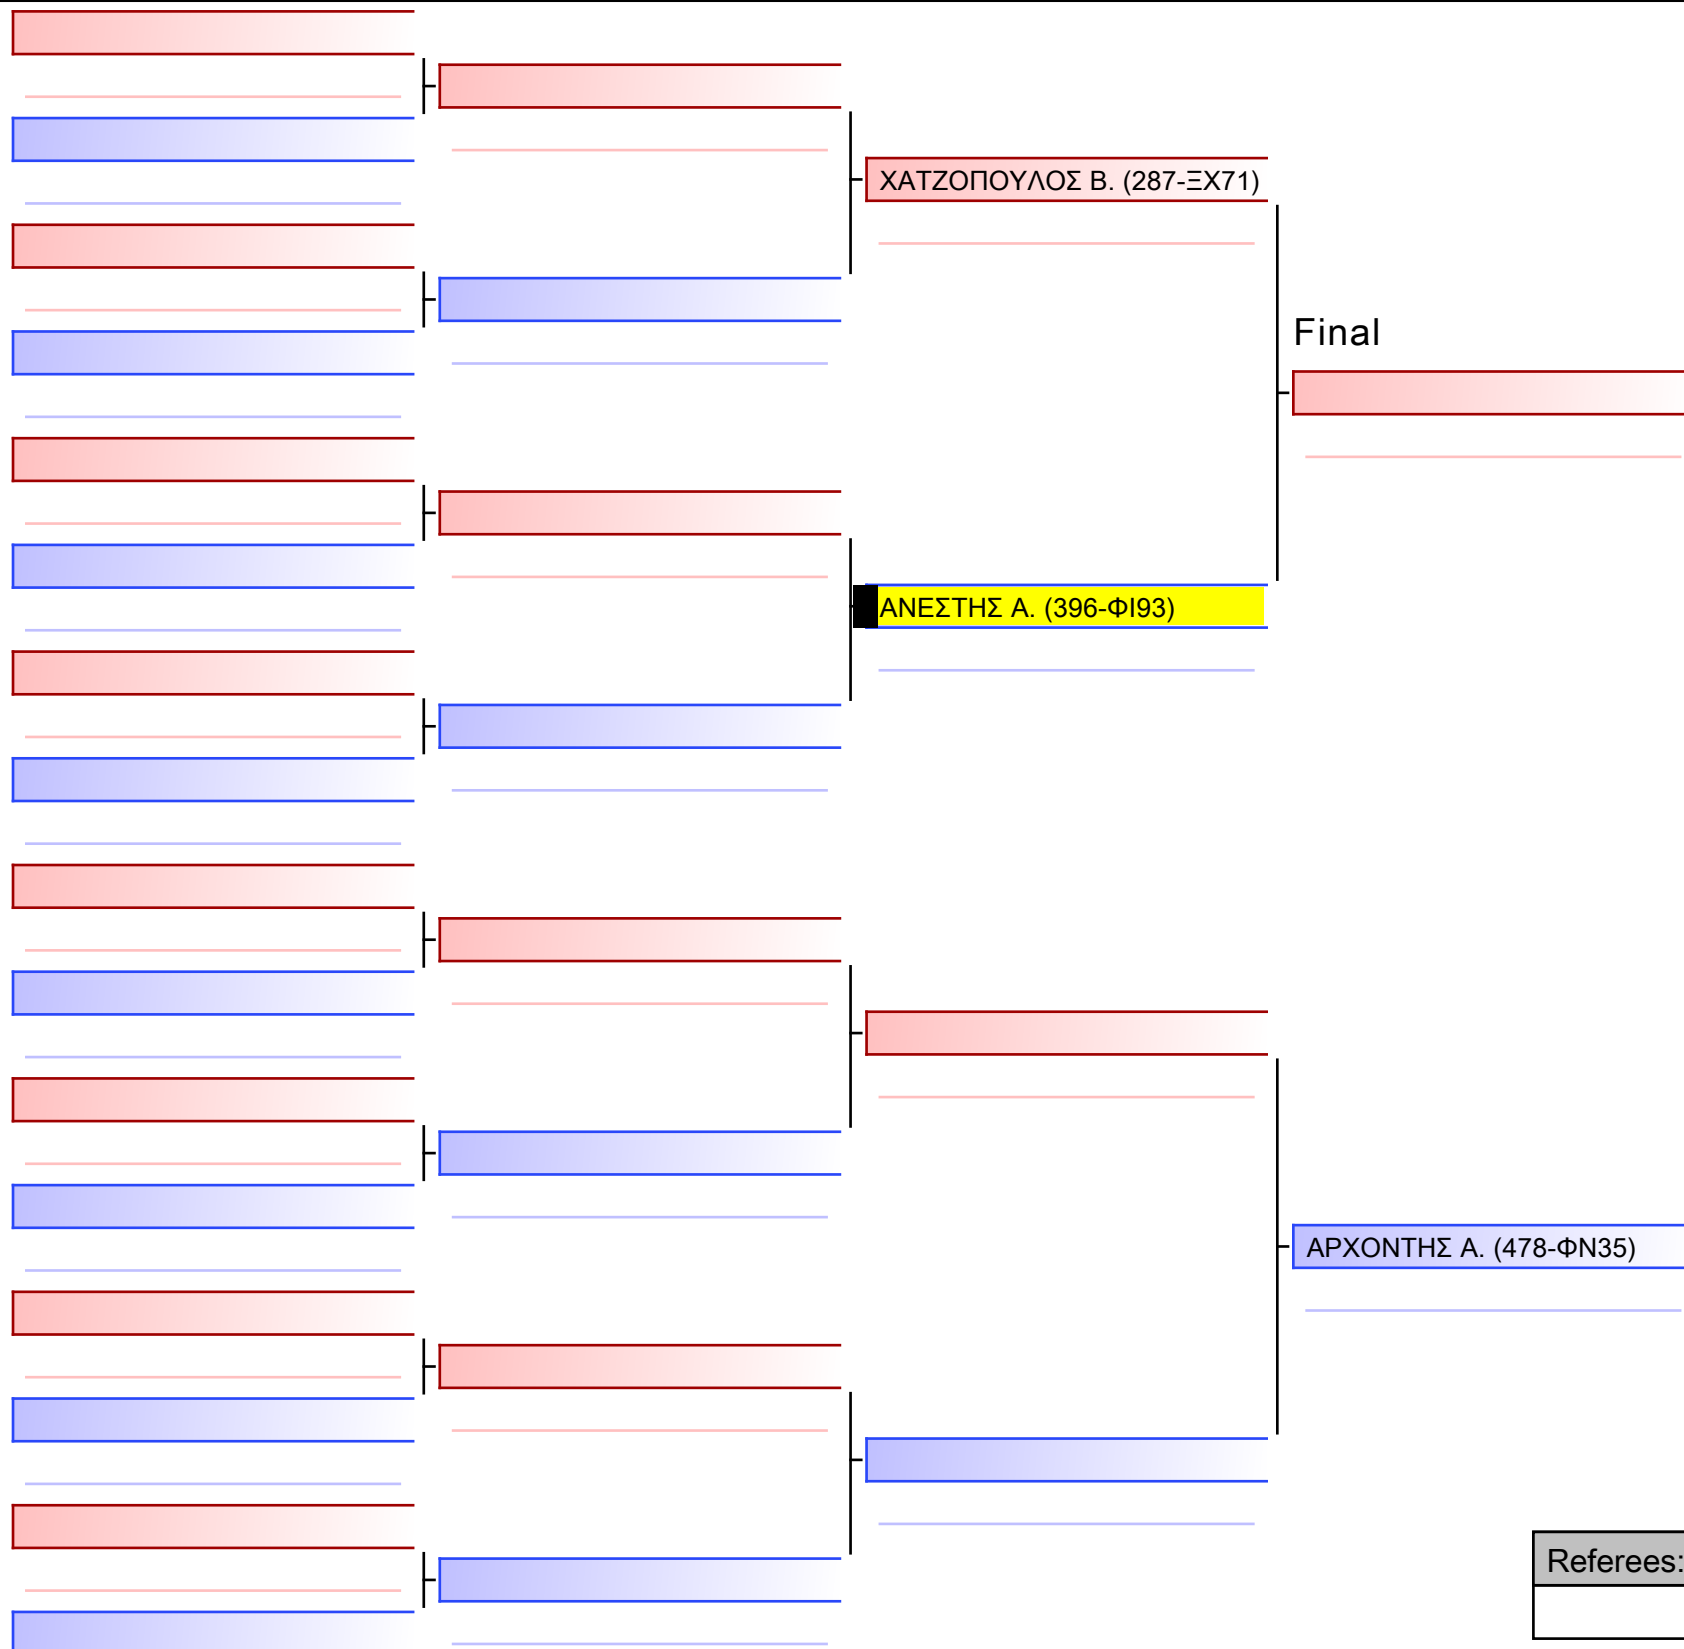 ΧΑΤΖΟΠΟΥΛΟΣ Β. (287-ΞΧ71)
Final
ΑΝΕΣΤΗΣ Α. (396-ΦΙ93)
ΑΡΧΟΝΤΗΣ Α. (478-ΦΝ35)
Referees: